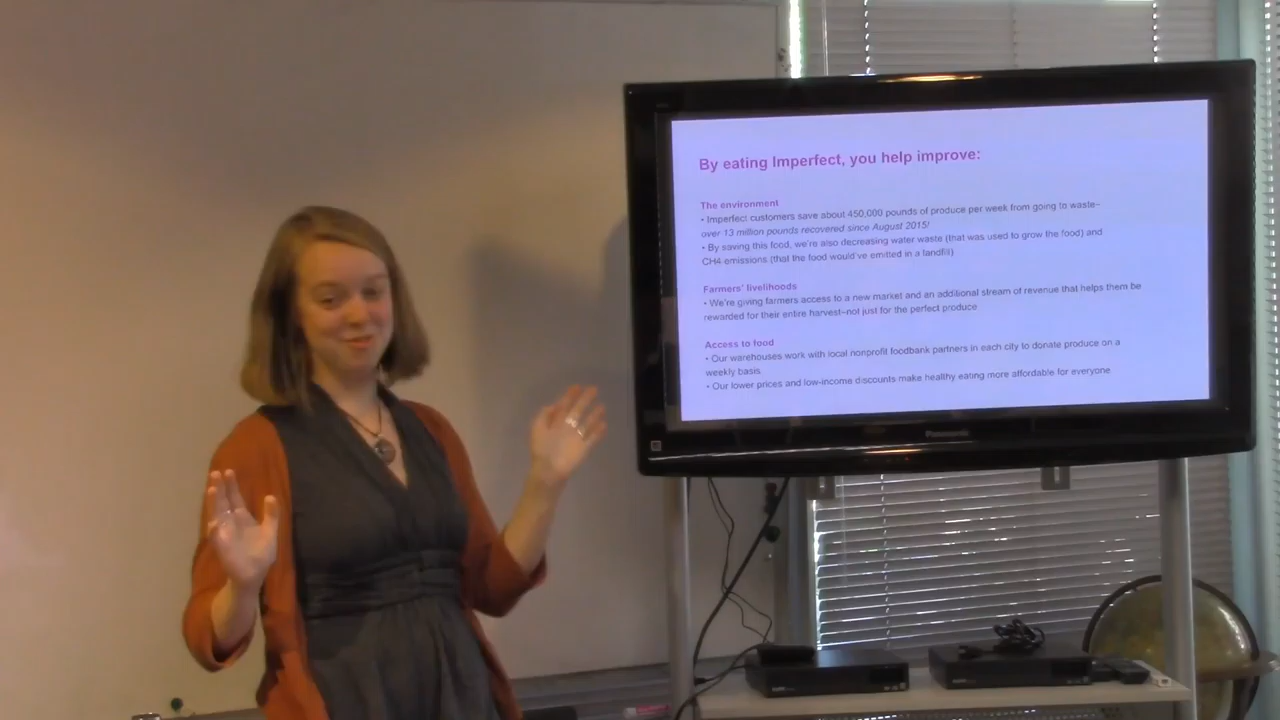 By eating Imperfect, you help improve:
The environment
• Imperfect customers save about 450,000 pounds of produce per week from going to waste–
over 13 million pounds recovered since August 2015!
• By saving this food, we're also decreasing water waste (that was used to grow the food) and
CH4 emissions (that the food would've emitted in a landfill)
Farmers' livelihoods
• We're giving farmers access to a new market and an additional stream of revenue that helps them be
rewarded for their entire harvest–not just for the perfect produce
Access to food
• Our warehouses work with local nonprofit foodbank partners in each city to donate produce on a
weekly basis.
• Our lower prices and low-income discounts make healthy eating more affordable for everyone
Panasonic